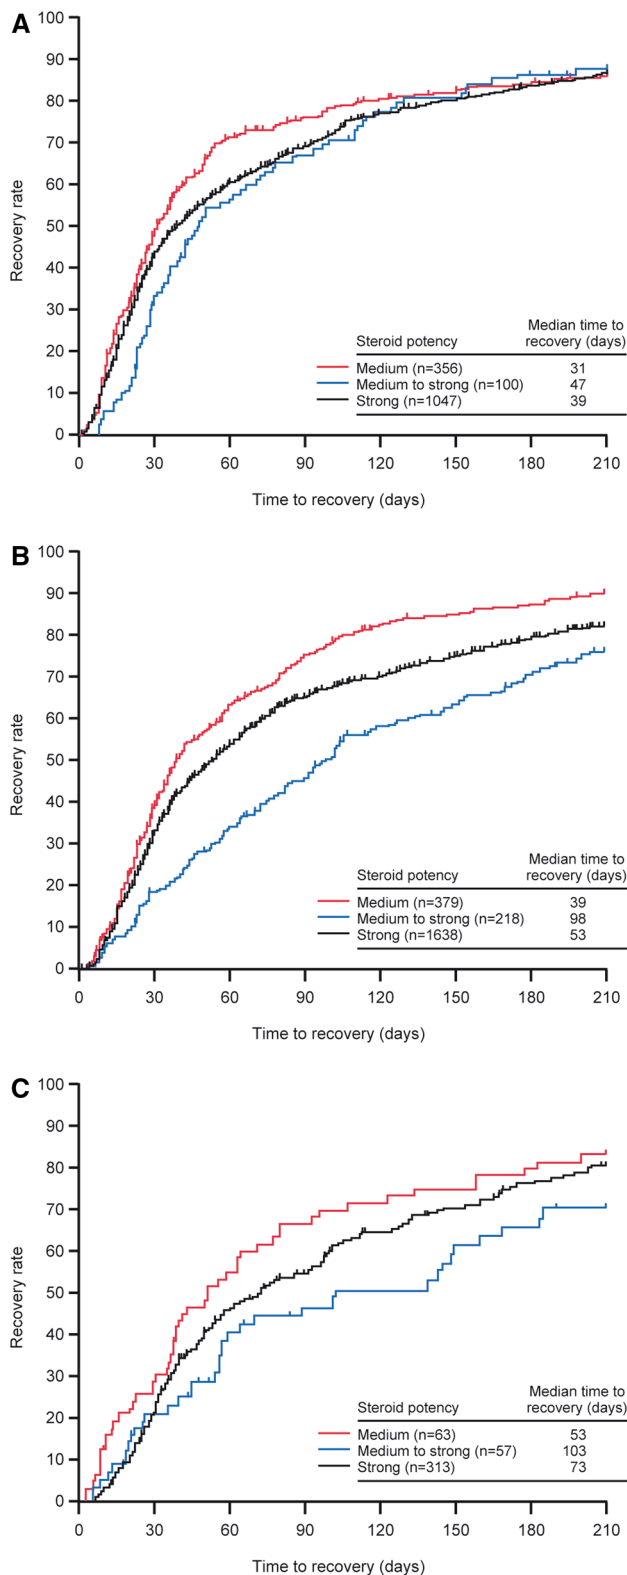 A
100
90
80
70
60
50
40
30
20
10
0
Recovery rate
Steroid potency Median time to recovery (days)
Medium (n=356) 31
Medium to strong (n=100) 47
Strong (n=1047) 39
0 30 60 90 120 150 180 210
Time to recovery (days)
B
100
90
80
70
60
50
40
30
20
10
0
Recovery rate
Steroid potency Median time to recovery (days)
Medium (n=379) 39
Medium to strong (n=218) 98
Strong (n=1638) 53
0 30 60 90 120 150 180 210
Time to recovery (days)
C
100
90
80
70
60
50
40
30
20
10
0
Recovery rate
Steroid potency Median time to recovery (days)
Medium (n=63) 53
Medium to strong (n=57) 103
Strong (n=313) 73
0 30 60 90 120 150 180 210
Time to recovery (days)